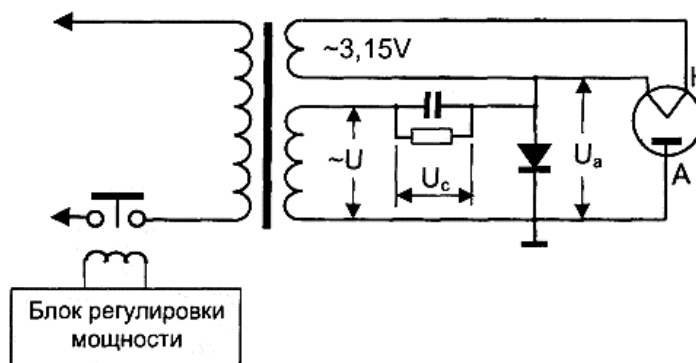 ~3,15V
~U
U_c
U_a
A
Блок регулировки
мощности